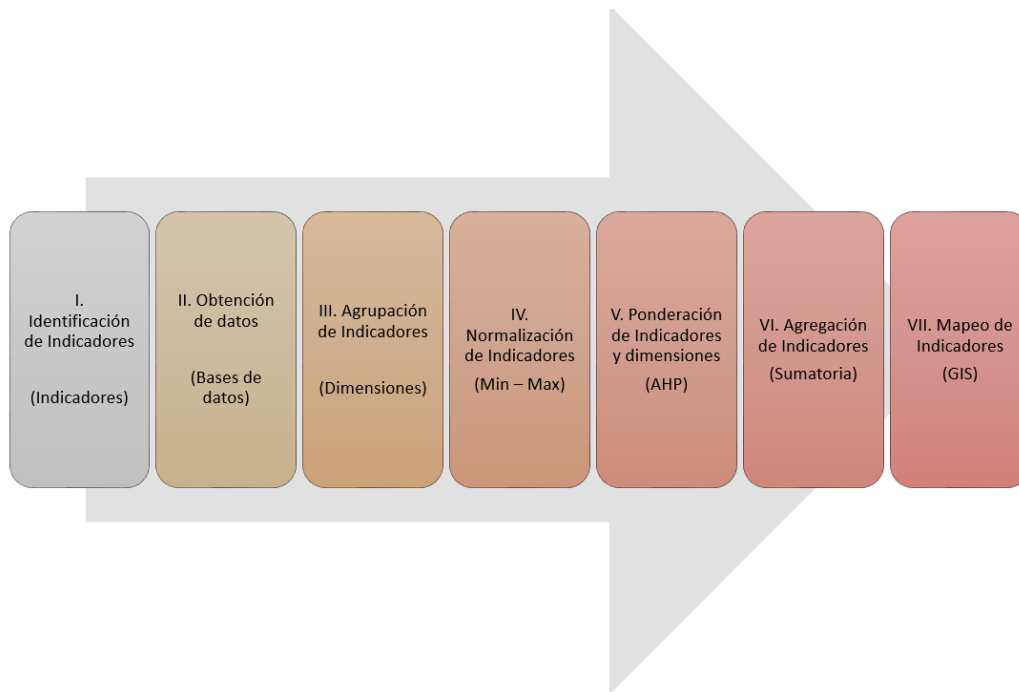 I.
Identificación
de Indicadores
(Indicadores)
II. Obtención
de datos
(Bases de
datos)
III. Agrupación
de Indicadores
(Dimensiones)
IV.
Normalización
de Indicadores
(Min – Max)
V. Ponderación
de Indicadores
y dimensiones
(AHP)
VI. Agregación
de Indicadores
(Sumatoria)
VII. Mapeo de
Indicadores
(GIS)